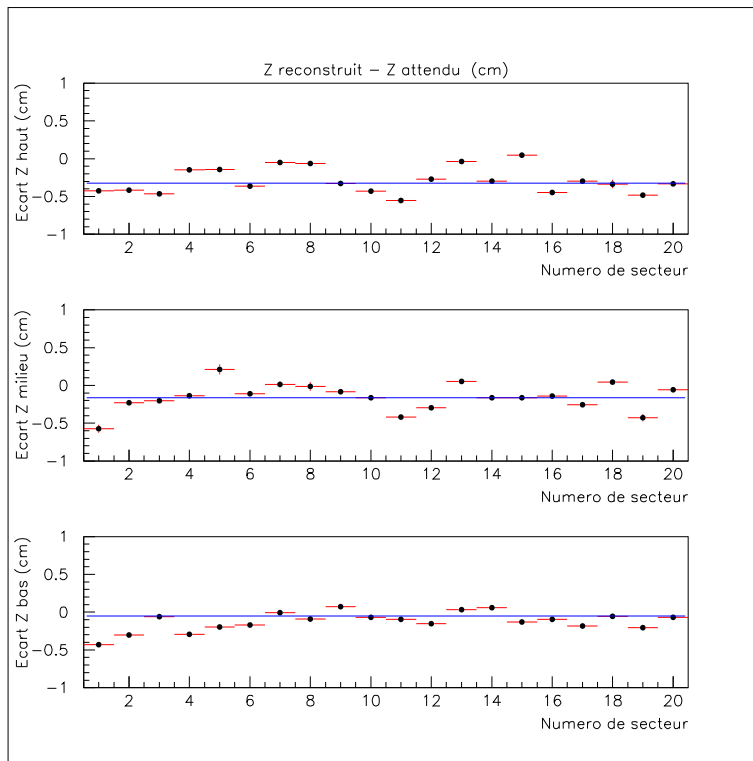 Z reconstruit − Z attendu (cm)
Ecart Z haut (cm)
1
0.5
0
−0.5
−1
2 4 6 8 10 12 14 16 18 20
Numero de secteur
Ecart Z milieu (cm)
1
0.5
0
−0.5
−1
2 4 6 8 10 12 14 16 18 20
Numero de secteur
Ecart Z bas (cm)
1
0.5
0
−0.5
−1
2 4 6 8 10 12 14 16 18 20
Numero de secteur